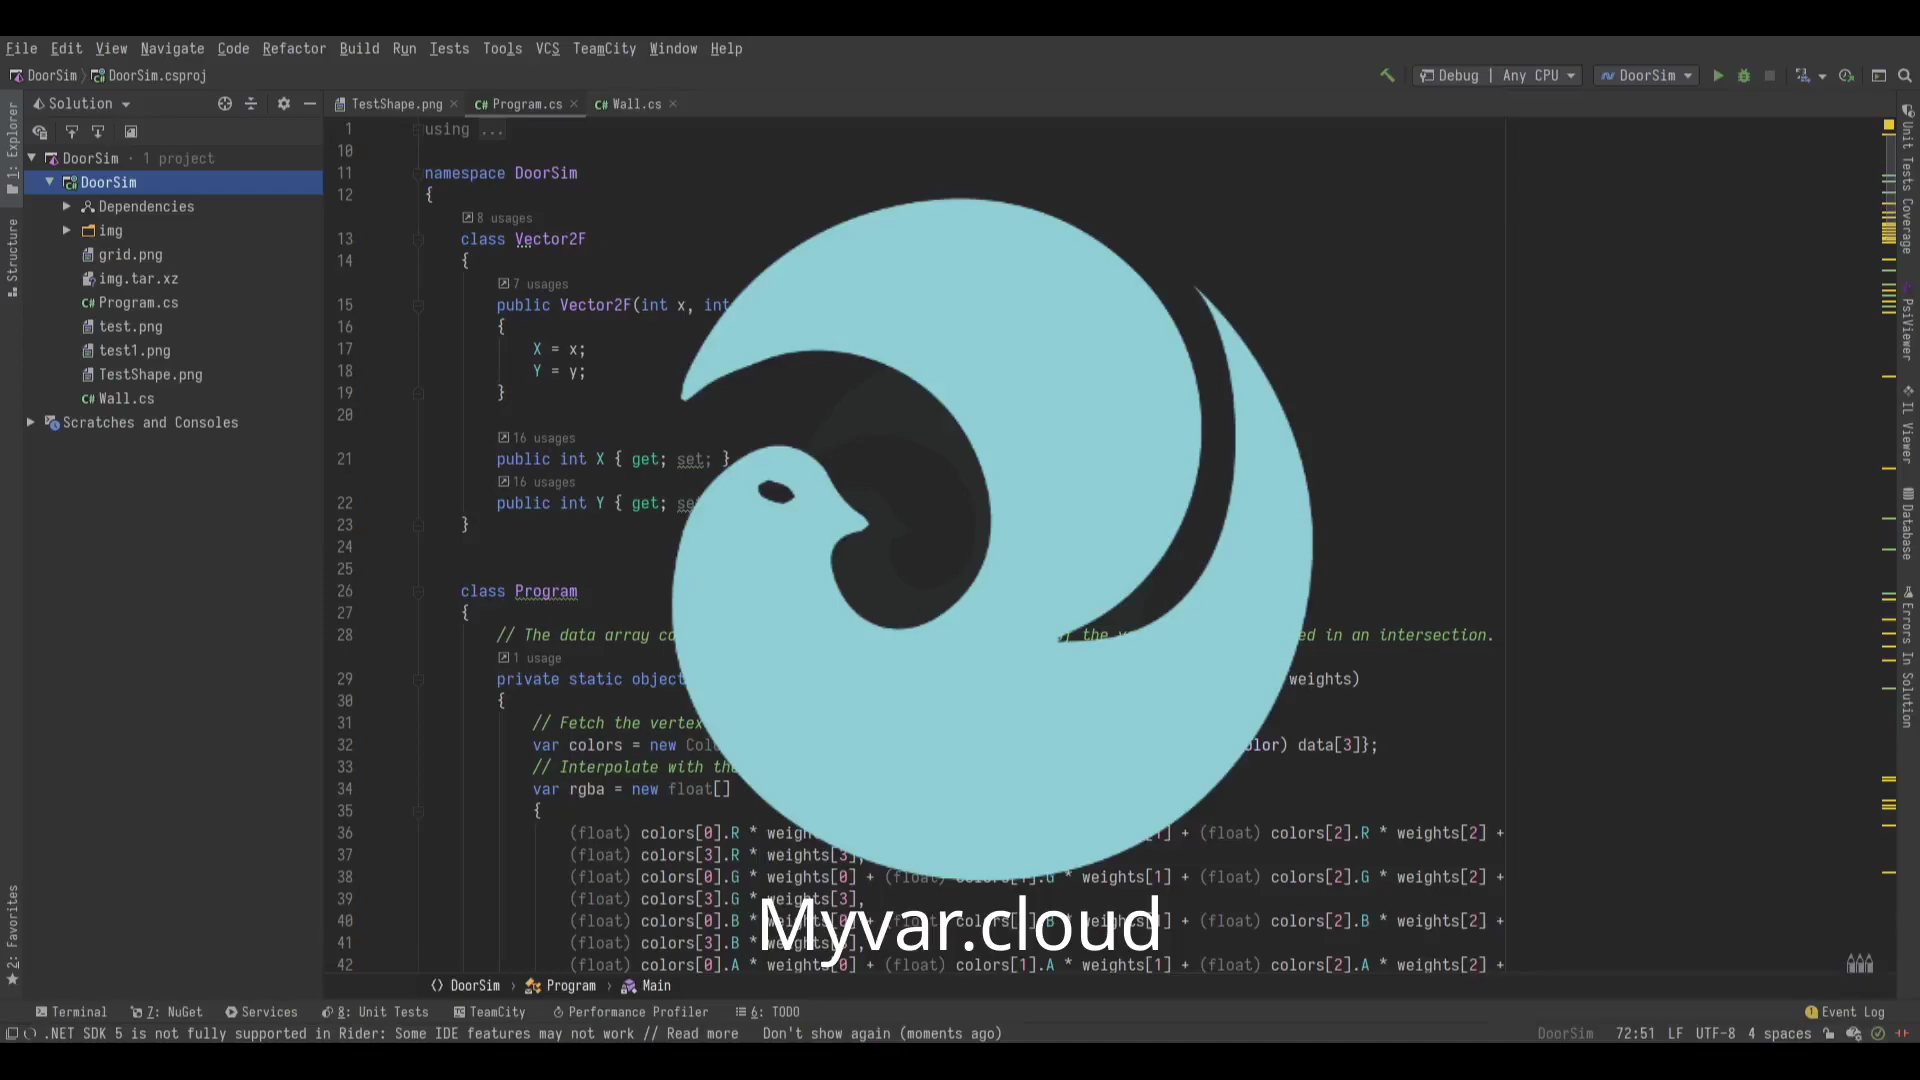 File Edit View Navigate Code Refactor Build Run Tests Tools VCS TeamCity Window Help
DoorSim DoorSim.csproj
Debug | Any CPU DoorSim
1: Explorer
Structure
2: Favorites
Solution
DoorSim · 1 project
DoorSim
Dependencies
img
grid.png
img.tar.xz
C# Program.cs
test.png
test1.png
TestShape.png
C# Wall.cs
Scratches and Consoles
TestShape.png C# Program.cs C# Wall.cs
1 using ...
10
11 namespace DoorSim
12 {
8 usages
13 class Vector2F
14 {
7 usages
15 public Vector2F(int x, int
16 {
17 X = x;
18 Y = y;
19 }
20
16 usages
21 public int X { get; set; }
16 usages
22 public int Y { get; se
23 }
24
25
26 class Program
27 {
28 // The data array co the in an intersection.
1 usage
29 private static object weights)
30 {
31 // Fetch the vertex
32 var colors = new Colo lor) data[3]};
33 // Interpolate with the
34 var rgba = new float[]
35 {
36 (float) colors[0].R * weigh + (float) colors[2].R * weights[2] +
37 (float) colors[3].R * weights[3],
38 (float) colors[0].G * weights[0] + (float) * weights[1] + (float) colors[2].G * weights[2] +
39 (float) colors[3].G * weights[3],
40 (float) colors[0].B * weights[1] + (float) colors[2].B * weights[2] +
41 (float) colors[3].B *
42 (float) colors[0].A * weights[0] + (float) colors[1].A * weights[1] + (float) colors[2].A * weights[2] +
Myvar.cloud
DoorSim Program Main
Unit Tests Coverage
PsiViewer
IL Viewer
Database
Errors In Solution
Terminal 7: NuGet Services 8: Unit Tests TeamCity Performance Profiler 6: TODO 1 Event Log
.NET SDK 5 is not fully supported in Rider: Some IDE features may not work // Read more Don't show again (moments ago) DoorSim 72:51 LF UTF-8 4 spaces